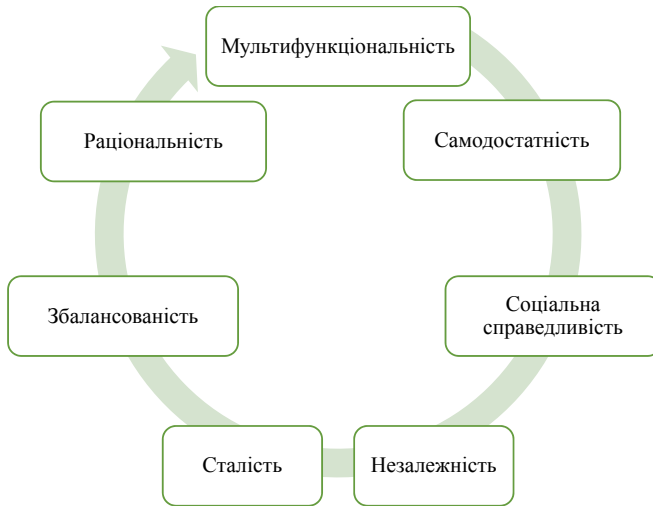 Мультифункціональність
Самодостатність
Соціальна
справедливість
Незалежність
Сталість
Збалансованість
Раціональність